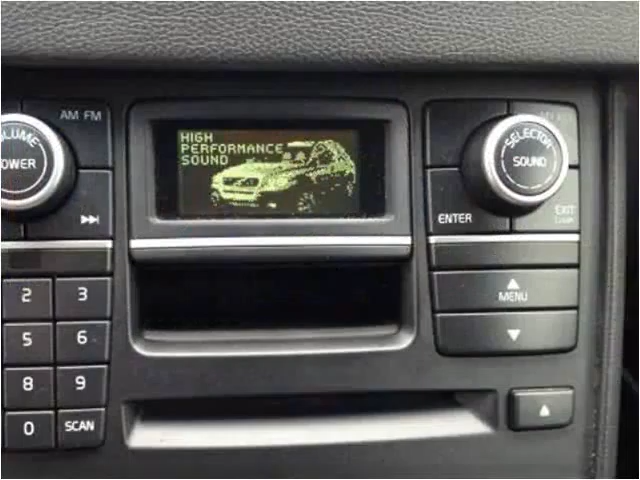 AM FM
VOLUME
POWER
HIGH
PERFORMANCE
SOUND
SELECTOR
SOUND
ENTER
EXIT
MENU
2 3
5 6
8 9
0 SCAN